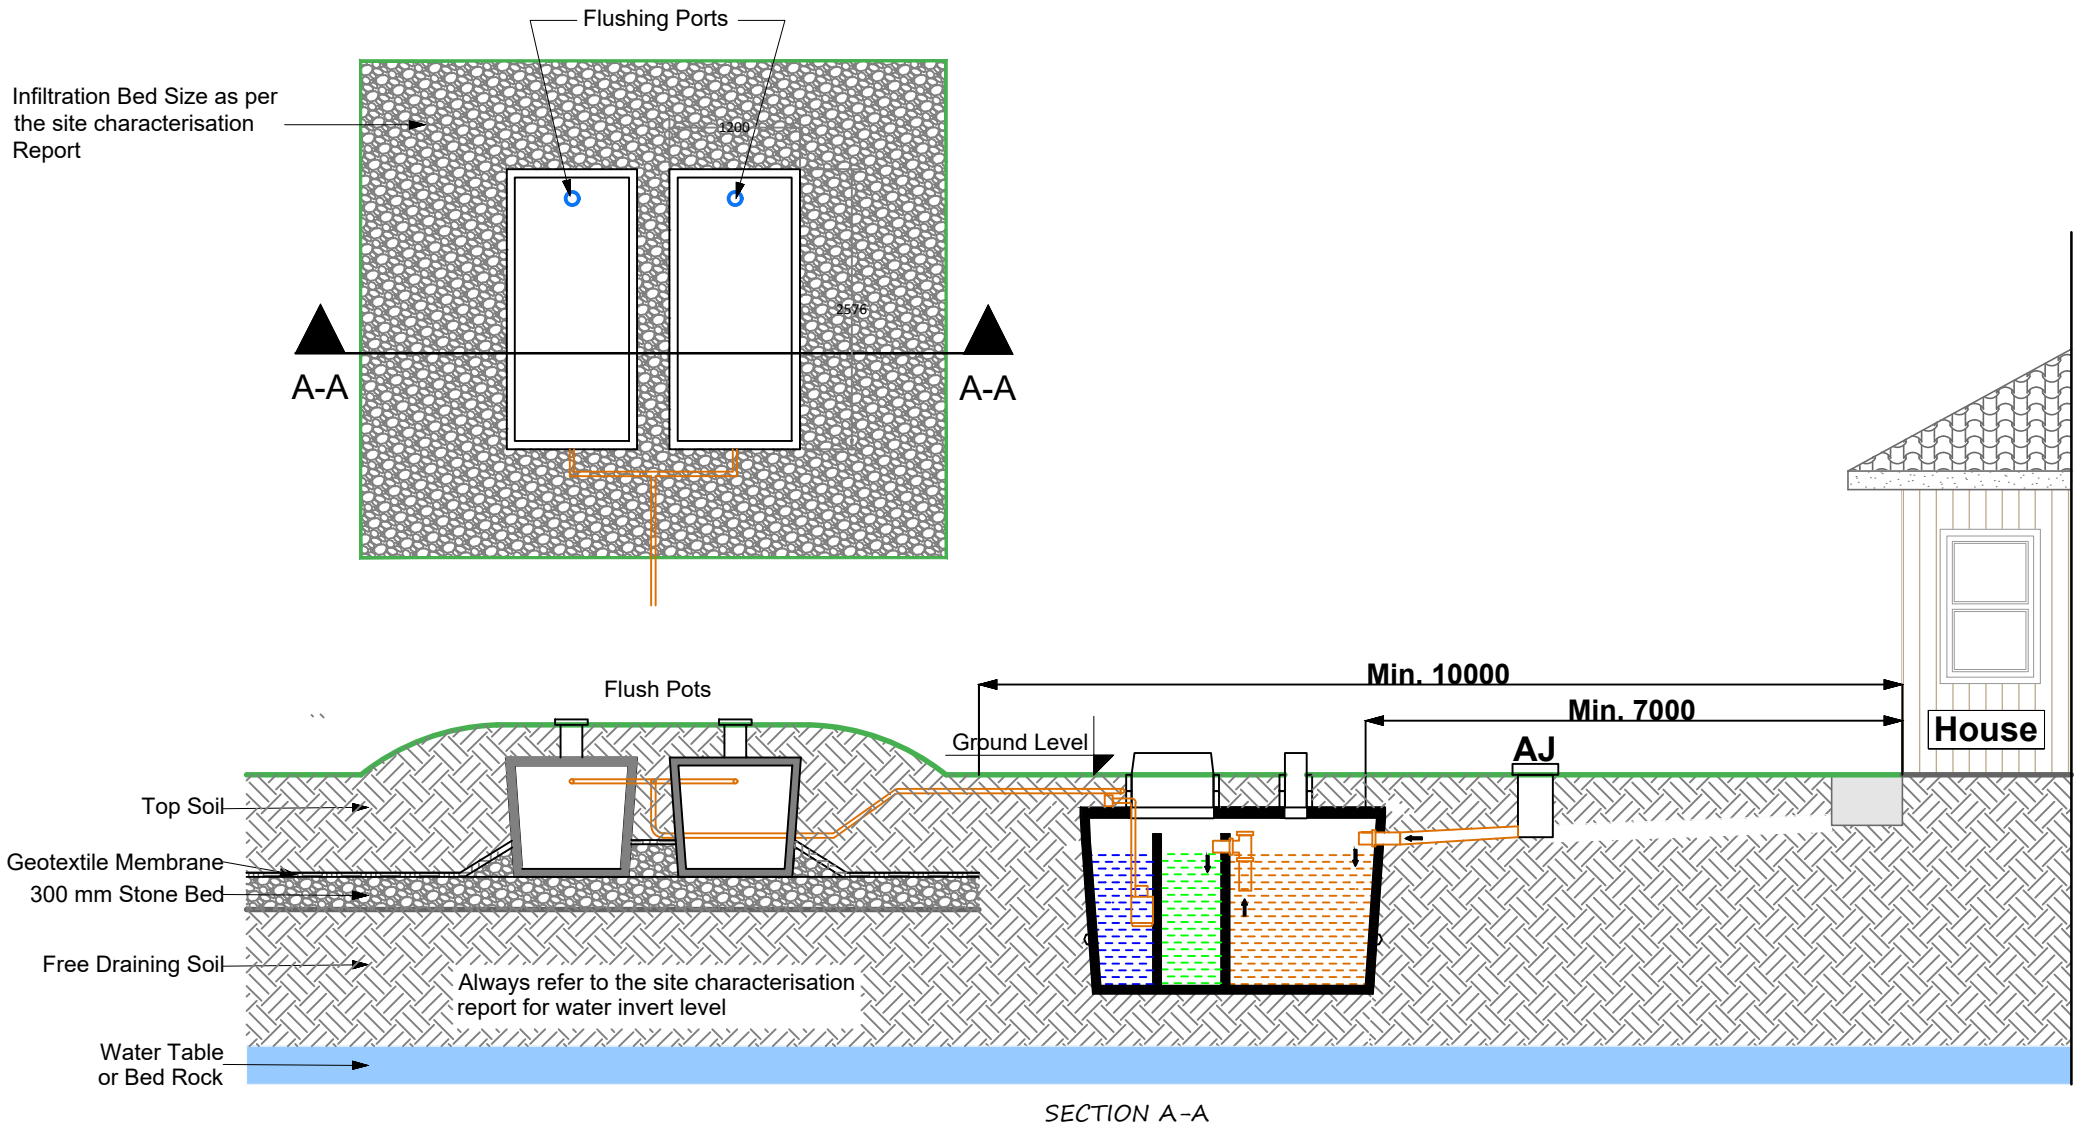 Flushing Ports
Infiltration Bed Size as per
the site characterisation
Report
1200
2576
A-A
A-A
Min. 10000
Flush Pots
Min. 7000
House
Ground Level
AJ
Top Soil
Geotextile Membrane
300 mm Stone Bed
Free Draining Soil
Always refer to the site characterisation
report for water invert level
Water Table
or Bed Rock
SECTION A-A